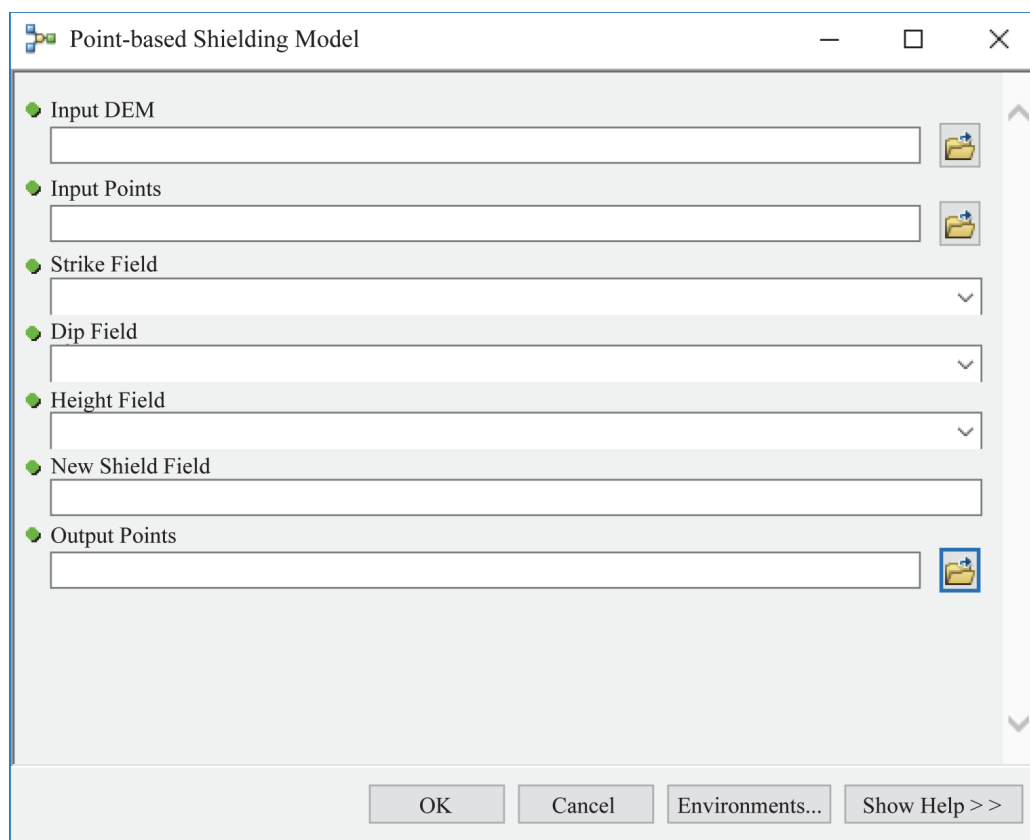 Point-based Shielding Model
Input DEM
Input Points
Strike Field
Dip Field
Height Field
New Shield Field
Output Points
OK Cancel Environments... Show Help > >